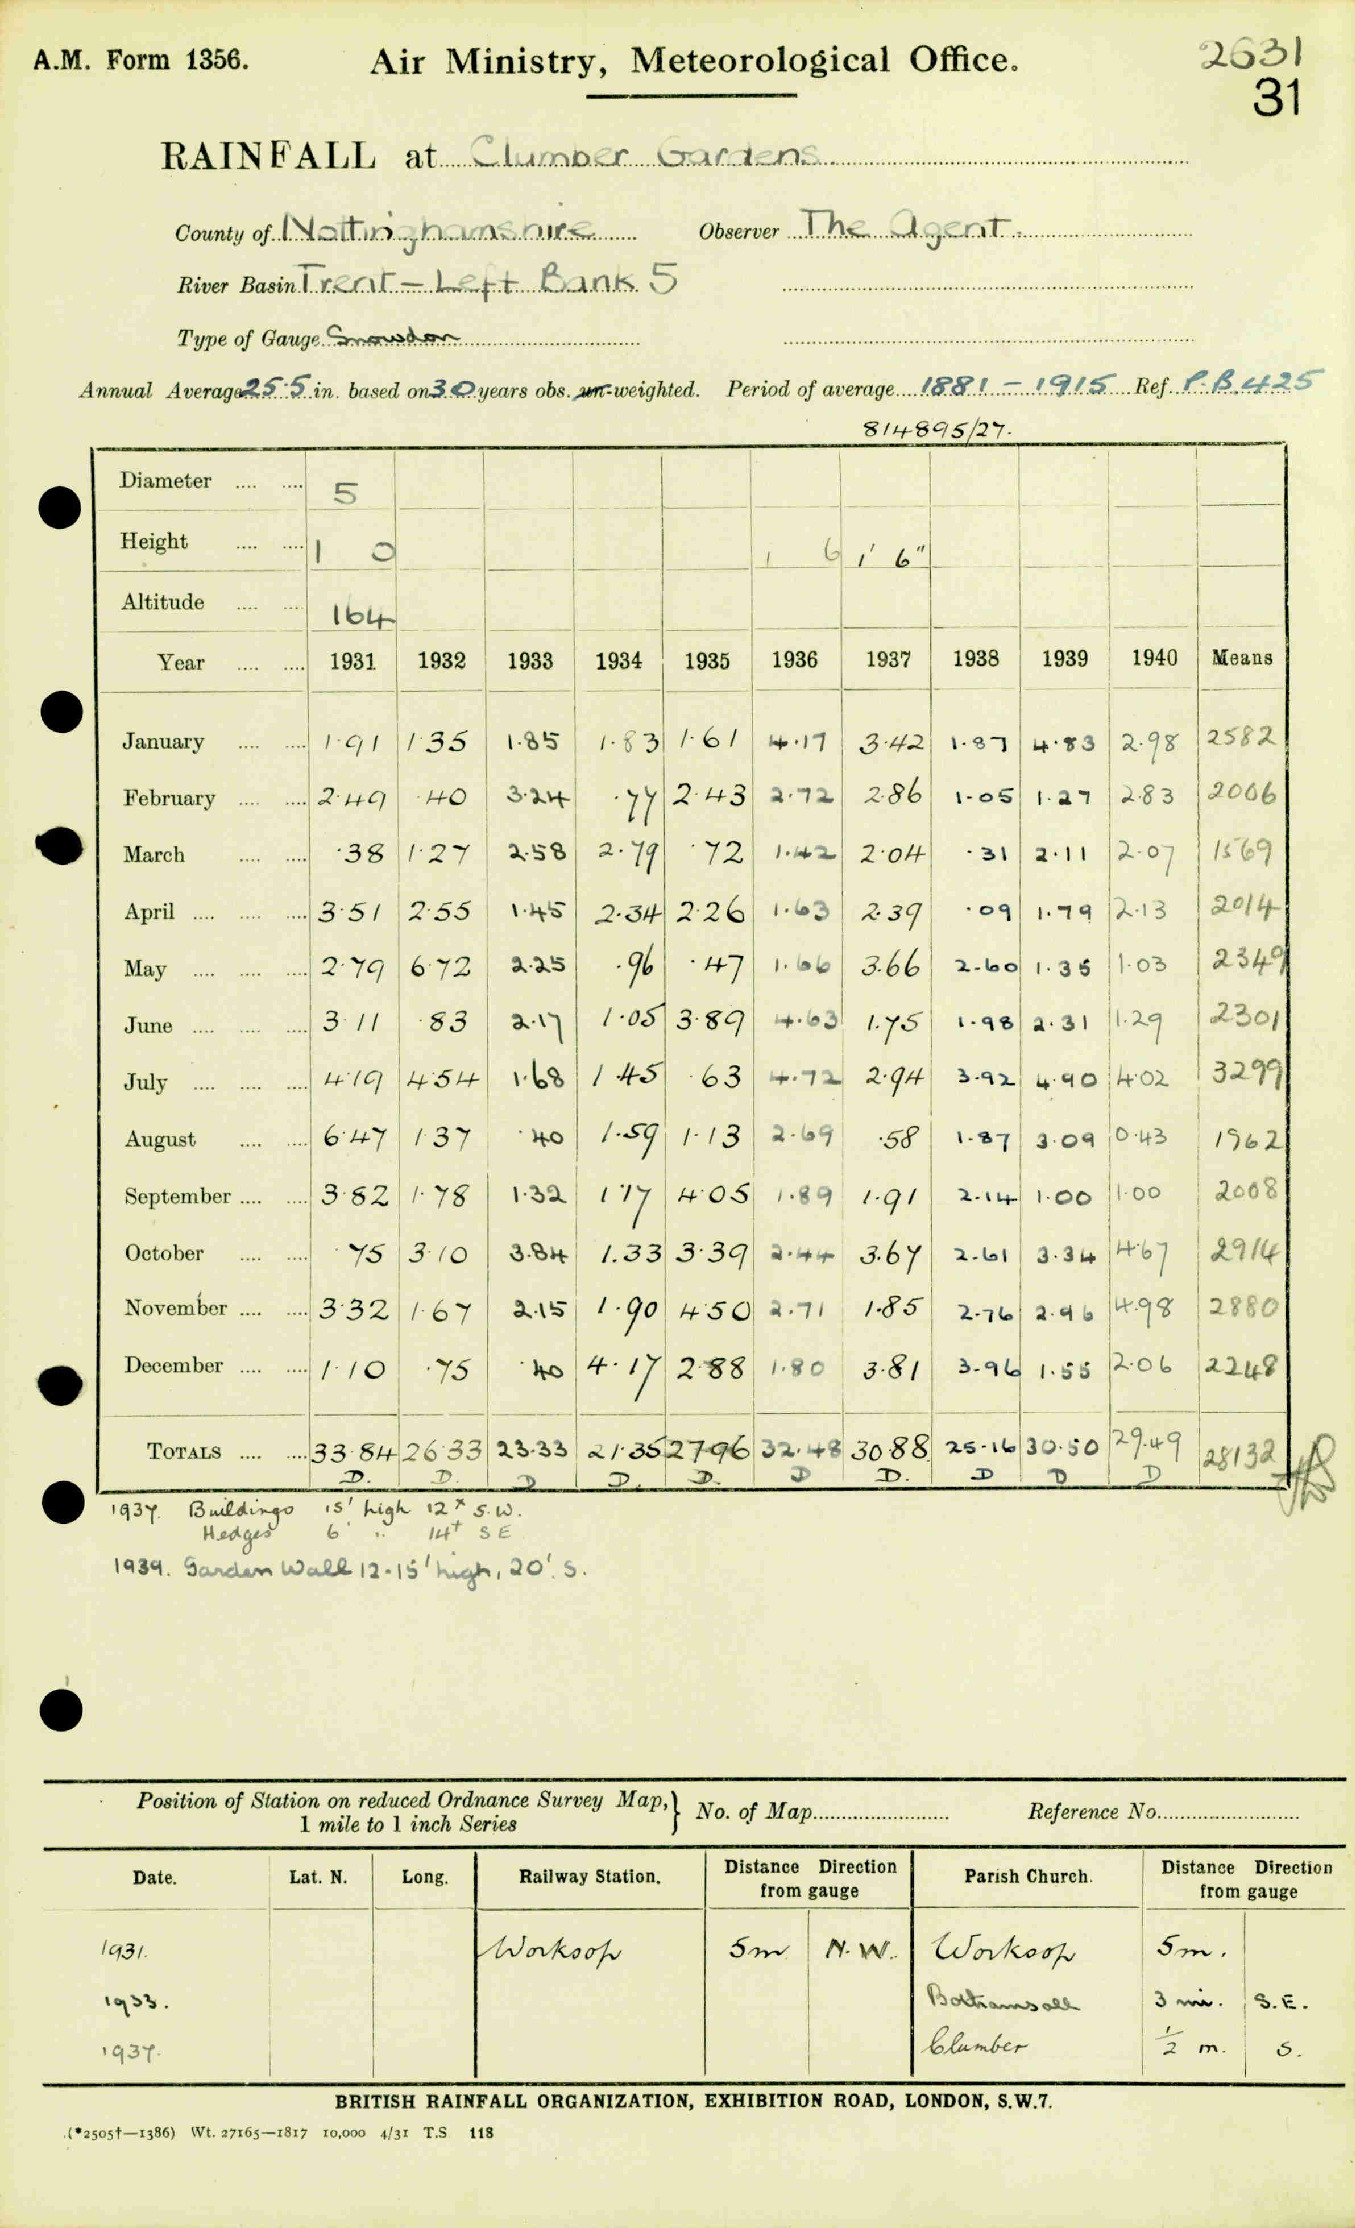 A.M. Form 1356. Air Ministry, Meteorological Office. 2631
31
RAINFALL at Clumber Gardens
County of Nottinghamshire Observer The Agent.
River Basin Trent - Left Bank 5
Type of Gauge Snowdon
Annual Average 25.5 in. based on 30 years obs. un-weighted. Period of average 1881 - 1915 Ref. P.B.425
814895/27.
Diameter .... .... 5
Height .... .... 1 0 1 6 1' 6"
Altitude .... .... 164
Year .... .... 1931 1932 1933 1934 1935 1936 1937 1938 1939 1940 Means
January .... .... 1.91 1.35 1.85 1.83 1.61 4.17 3.42 1.87 4.83 2.98 2582
February .... .... 2.49 .40 3.24 .77 2.43 2.72 2.86 1.05 1.27 2.83 2006
March .... .... .38 1.27 2.58 2.79 .72 1.42 2.04 .31 2.11 2.07 1569
April .... .... .... 3.51 2.55 1.45 2.34 2.26 1.63 2.39 .09 1.79 2.13 2014
May .... .... .... 2.79 6.72 2.25 .96 .47 1.66 3.66 2.60 1.35 1.03 2349
June .... .... .... 3.11 .83 2.17 1.05 3.89 4.63 1.75 1.98 2.31 1.29 2301
July .... .... .... 4.19 4.54 1.68 1.45 .63 4.72 2.94 3.92 4.90 4.02 3299
August .... .... 6.47 1.37 .40 1.59 1.13 2.69 .58 1.87 3.09 0.43 1962
September .... .... 3.82 1.78 1.32 1.17 4.05 1.89 1.91 2.14 1.00 1.00 2008
October .... .... .75 3.10 3.84 1.33 3.39 2.44 3.67 2.61 3.34 4.67 2914
November .... .... 3.32 1.67 2.15 1.90 4.50 2.71 1.85 2.76 2.96 4.98 2880
December .... .... 1.10 .75 .40 4.17 2.88 1.80 3.81 3.96 1.55 2.06 2248
TOTALS .... .... 33.84 26.33 23.33 21.35 27.96 32.48 30.88 25.16 30.50 29.49 28132
D. D. D D. D. D D. D D D
1937. Buildings 15' high 12ˣ S.W.
Hedges 6' " 14⁺ S E
1939. Garden Wall 12-15' high, 20'. S.
Position of Station on reduced Ordnance Survey Map,} No. of Map Reference No.
1 mile to 1 inch Series
Date. Lat. N. Long. Railway Station. Distance Direction Parish Church. Distance Direction
from gauge from gauge
1931. Worksop 5m N.W. Worksop 5m.
1933. Bothamsall 3 mi. S.E.
1937. Clumber ½ m. S.
BRITISH RAINFALL ORGANIZATION, EXHIBITION ROAD, LONDON, S.W.7.
(*2505†—1386) Wt. 27165—1817 10,000 4/31 T.S 118